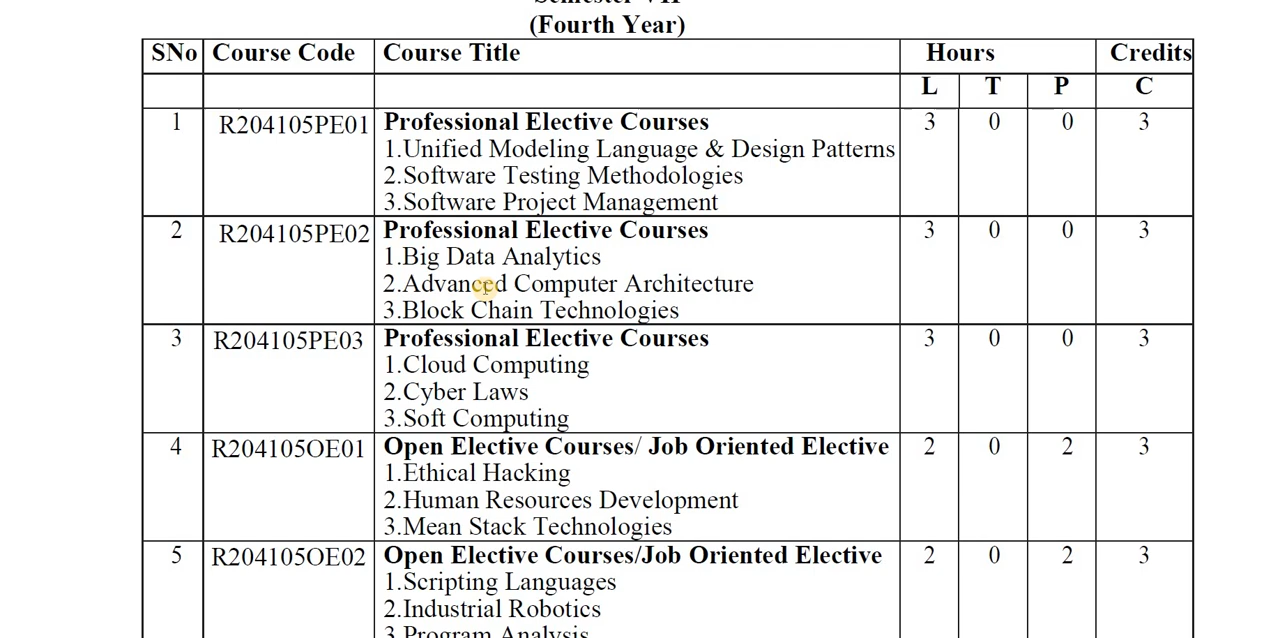 Semester VII
(Fourth Year)
SNo Course Code Course Title Hours Credits
L T P C
1 R204105PE01 Professional Elective Courses 3 0 0 3
1.Unified Modeling Language & Design Patterns
2.Software Testing Methodologies
3.Software Project Management
2 R204105PE02 Professional Elective Courses 3 0 0 3
1.Big Data Analytics
2.Advanced Computer Architecture
3.Block Chain Technologies
3 R204105PE03 Professional Elective Courses 3 0 0 3
1.Cloud Computing
2.Cyber Laws
3.Soft Computing
4 R204105OE01 Open Elective Courses/ Job Oriented Elective 2 0 2 3
1.Ethical Hacking
2.Human Resources Development
3.Mean Stack Technologies
5 R204105OE02 Open Elective Courses/Job Oriented Elective 2 0 2 3
1.Scripting Languages
2.Industrial Robotics
3.Program Analysis